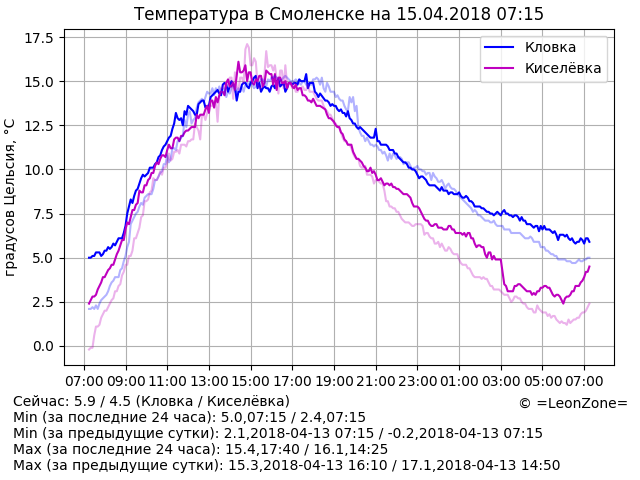 Температура в Смоленске на 15.04.2018 07:15
17.5
15.0
12.5
10.0
7.5
5.0
2.5
0.0
градусов Цельсия, °C
Кловка
Киселёвка
07:00 09:00 11:00 13:00 15:00 17:00 19:00 21:00 23:00 01:00 03:00 05:00 07:00
Сейчас: 5.9 / 4.5 (Кловка / Киселёвка)
© =LeonZone=
Min (за последние 24 часа): 5.0,07:15 / 2.4,07:15
Min (за предыдущие сутки): 2.1,2018-04-13 07:15 / -0.2,2018-04-13 07:15
Max (за последние 24 часа): 15.4,17:40 / 16.1,14:25
Max (за предыдущие сутки): 15.3,2018-04-13 16:10 / 17.1,2018-04-13 14:50